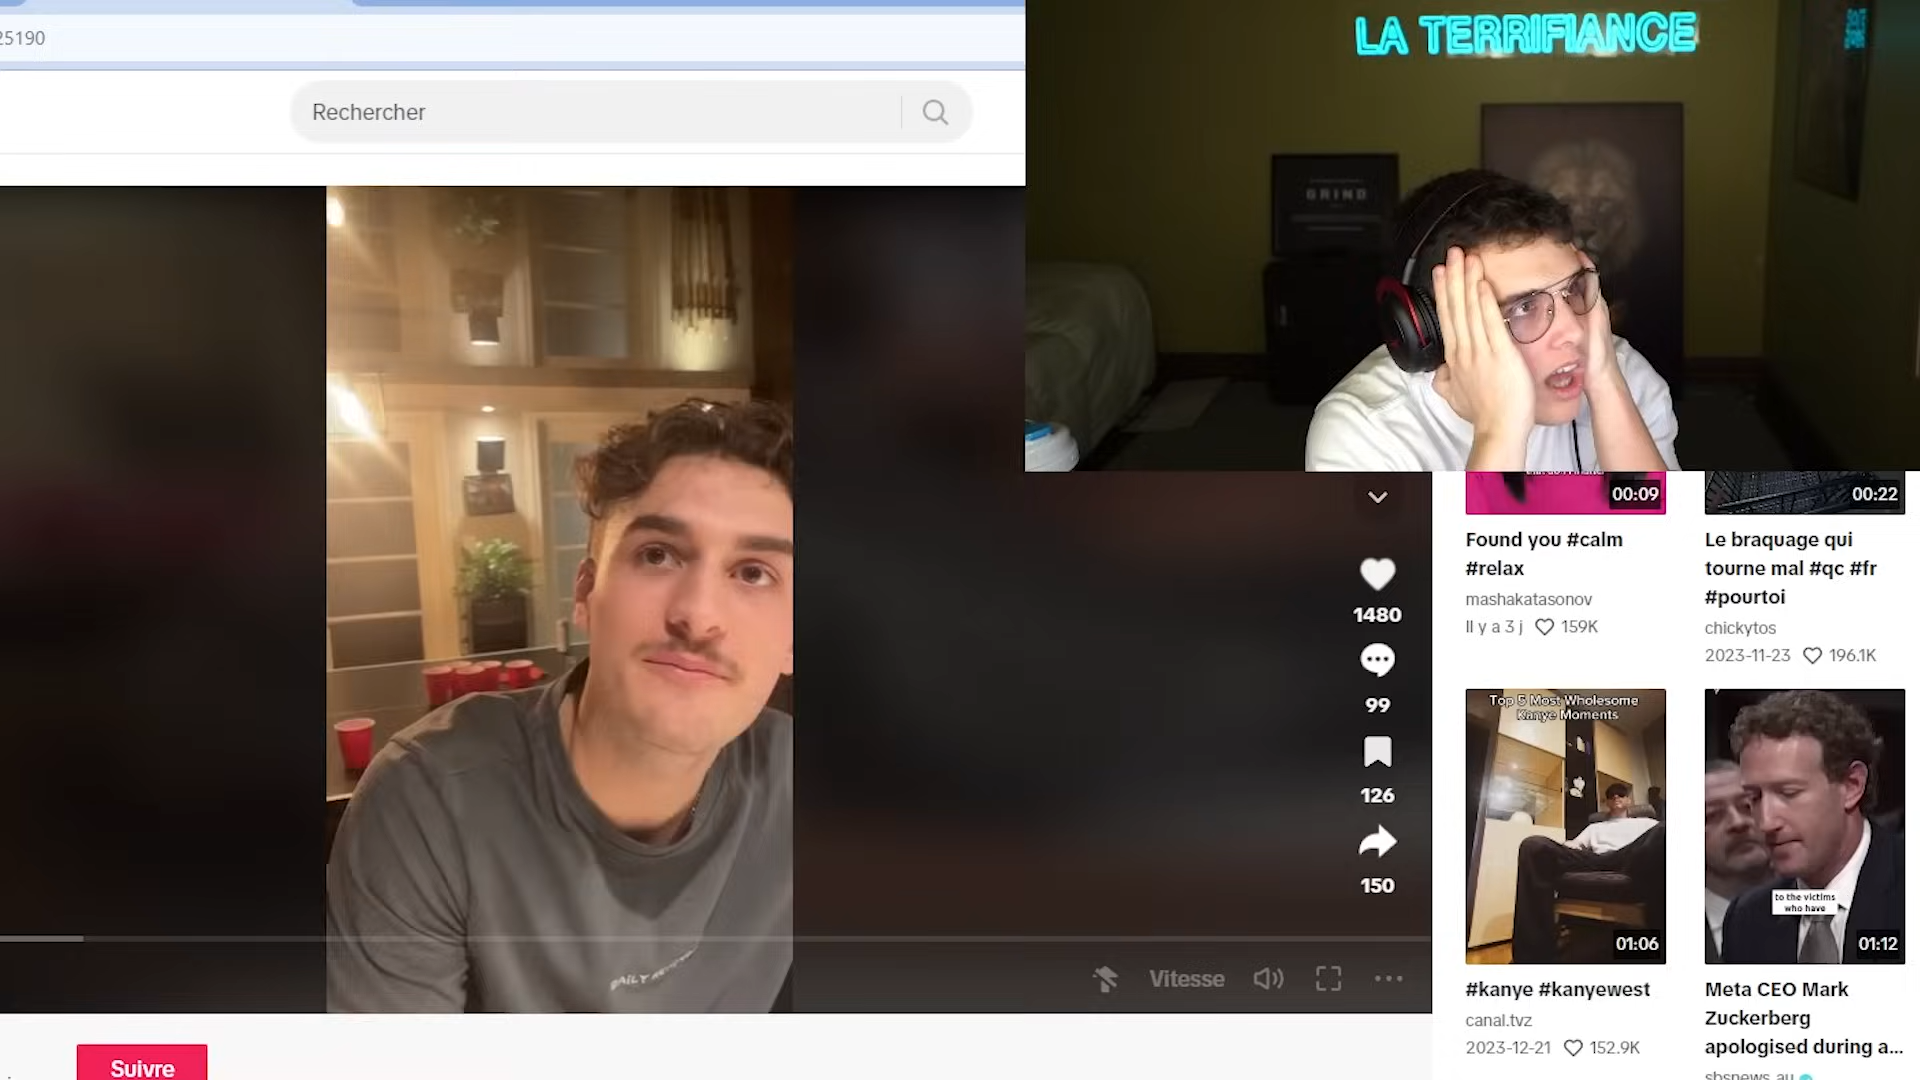 25190
Rechercher
LA TERRIFIANCE
GRIND
1480
99
126
150
Vitesse
Suivre
00:09
Found you #calm
#relax
mashakatasonov
Il y a 3 j 159K
00:22
Le braquage qui
tourne mal #qc #fr
#pourtoi
chickytos
2023-11-23 196.1K
Top 5 Most Wholesome
Kanye Moments
01:06
#kanye #kanyewest
canal.tvz
2023-12-21 152.9K
to the victims
who have
01:12
Meta CEO Mark
Zuckerberg
apologised during a...
sbsnews_au